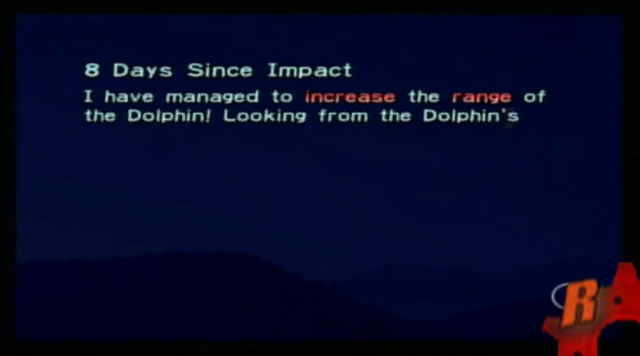 8 Days Since Impact
I have managed to increase the range of
the Dolphin! Looking from the Dolphin's
R